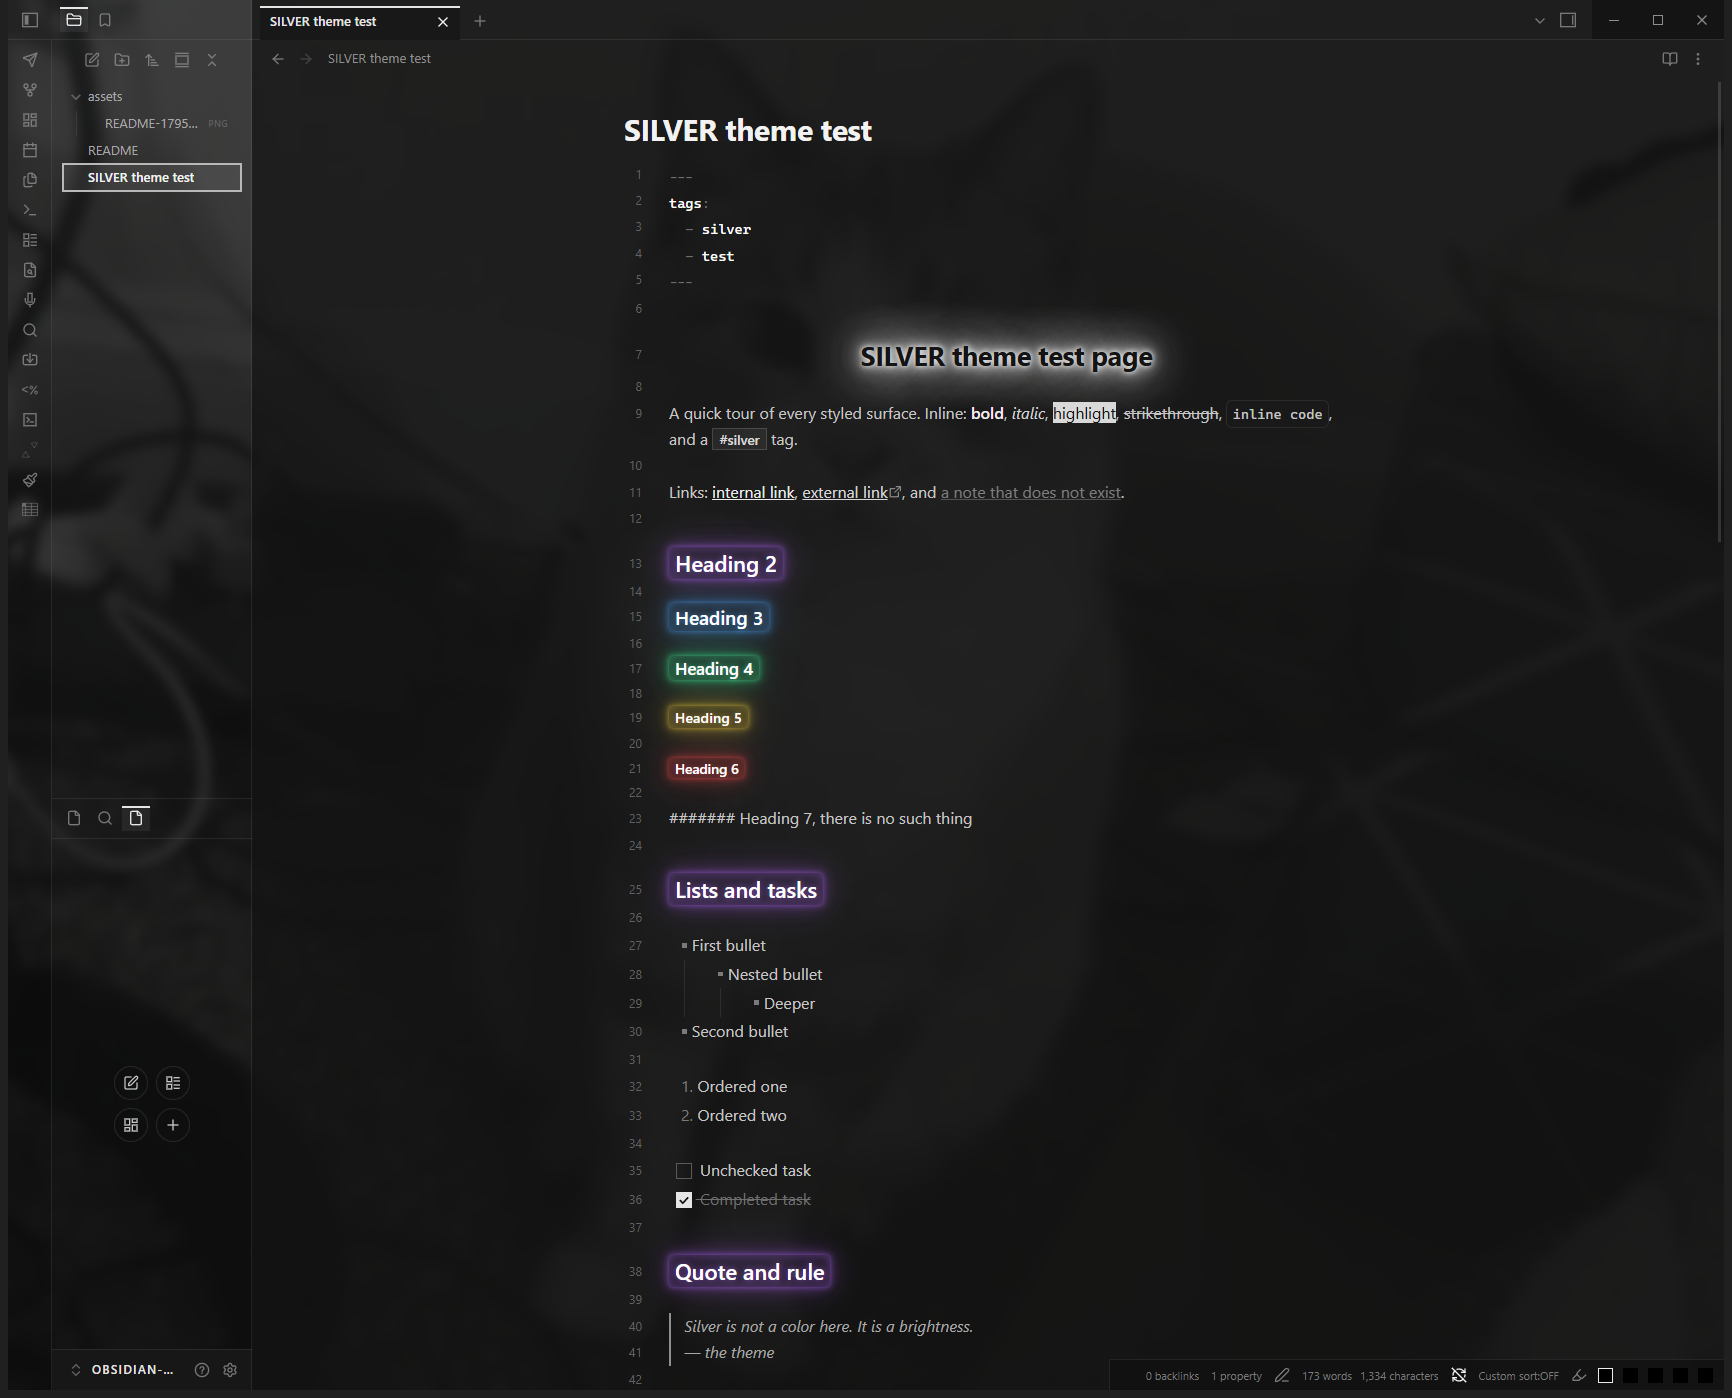 SILVER theme test
SILVER theme test
assets
README-1795... PNG
README
SILVER theme test
SILVER theme test
1 ---
2 tags:
3 - silver
4 - test
5 ---
6
7 SILVER theme test page
8
9 A quick tour of every styled surface. Inline: bold, italic, highlight, strikethrough, inline code,
and a #silver tag.
10
11 Links: internal link, external link, and a note that does not exist.
12
13 Heading 2
14
15 Heading 3
16
17 Heading 4
18
19 Heading 5
20
21 Heading 6
22
23 ####### Heading 7, there is no such thing
24
25 Lists and tasks
26
27 First bullet
28 Nested bullet
29 Deeper
30 Second bullet
31
32 1. Ordered one
33 2. Ordered two
34
35 Unchecked task
36 Completed task
37
38 Quote and rule
39
40 Silver is not a color here. It is a brightness.
41 — the theme
42
OBSIDIAN-...
0 backlinks 1 property 173 words 1,334 characters Custom sort:OFF